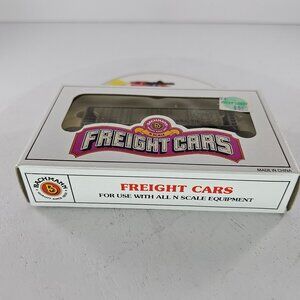 BACHMANN
FREIGHT CARS
MADE IN CHINA
BACHMANN
FREIGHT CARS
FOR USE WITH ALL N SCALE EQUIPMENT